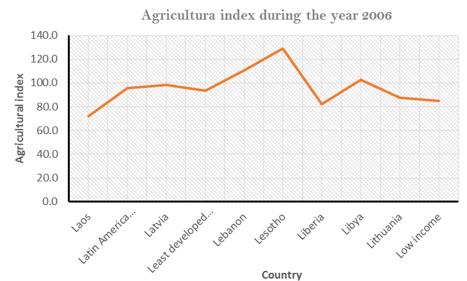 Agricultura index during the year 2006
140.0
120.0
100.0
80.0
60.0
40.0
20.0
0.0
Agricultural index
Laos
Latin America...
Latvia
Least developed...
Lebanon
Lesotho
Liberia
Libya
Lithuania
Low income
Country